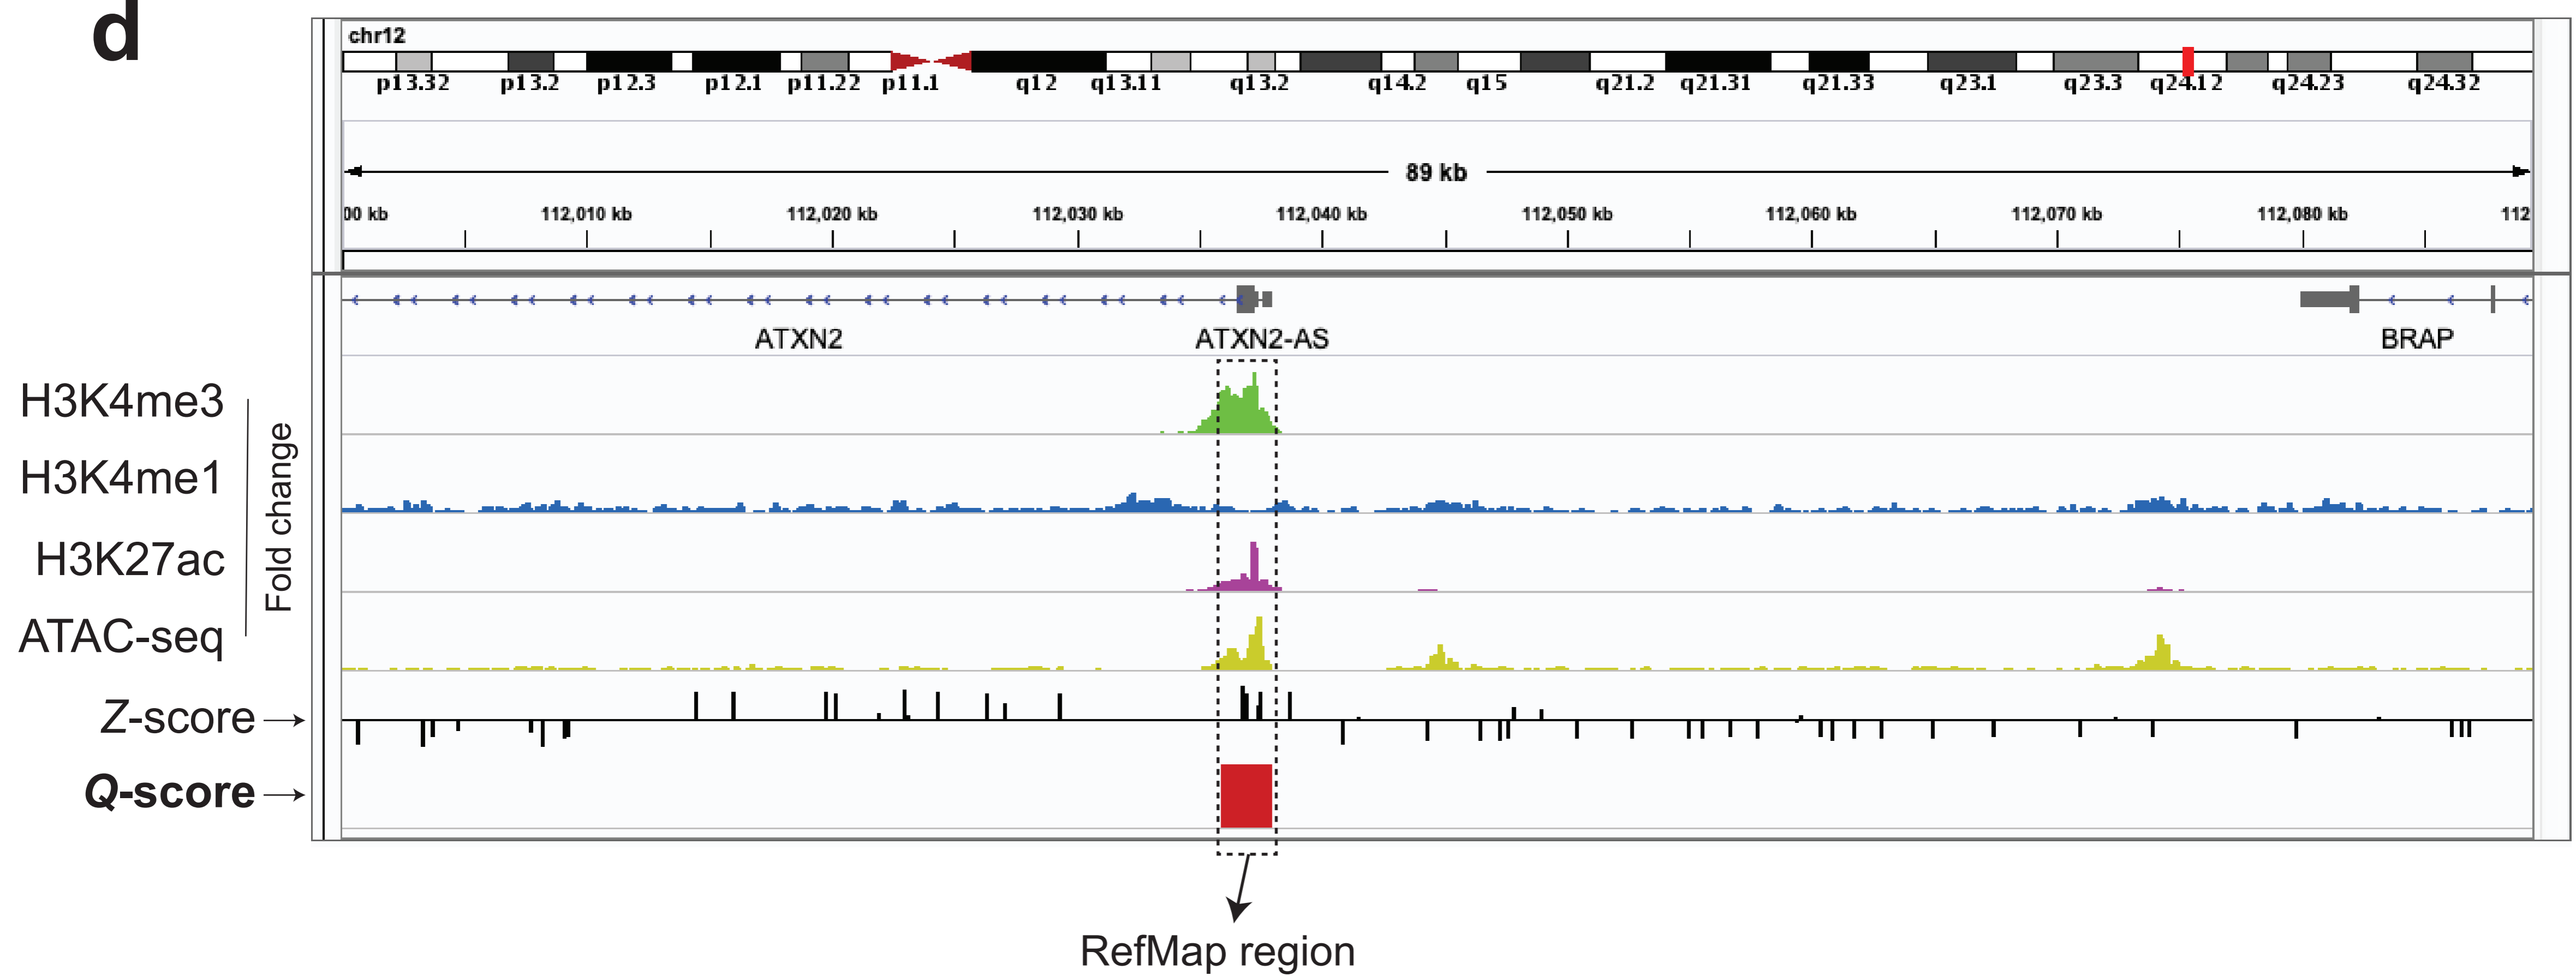 d
chr12
p13.32 p13.2 p12.3 p12.1 p11.22 p11.1 q12 q13.11 q13.2 q14.2 q15 q21.2 q21.31 q21.33 q23.1 q23.3 q24.12 q24.23 q24.32
89 kb
00 kb 112,010 kb 112,020 kb 112,030 kb 112,040 kb 112,050 kb 112,060 kb 112,070 kb 112,080 kb 112
ATXN2 ATXN2-AS BRAP
H3K4me3
H3K4me1
H3K27ac
ATAC-seq
Fold change
Z-score
Q-score
RefMap region